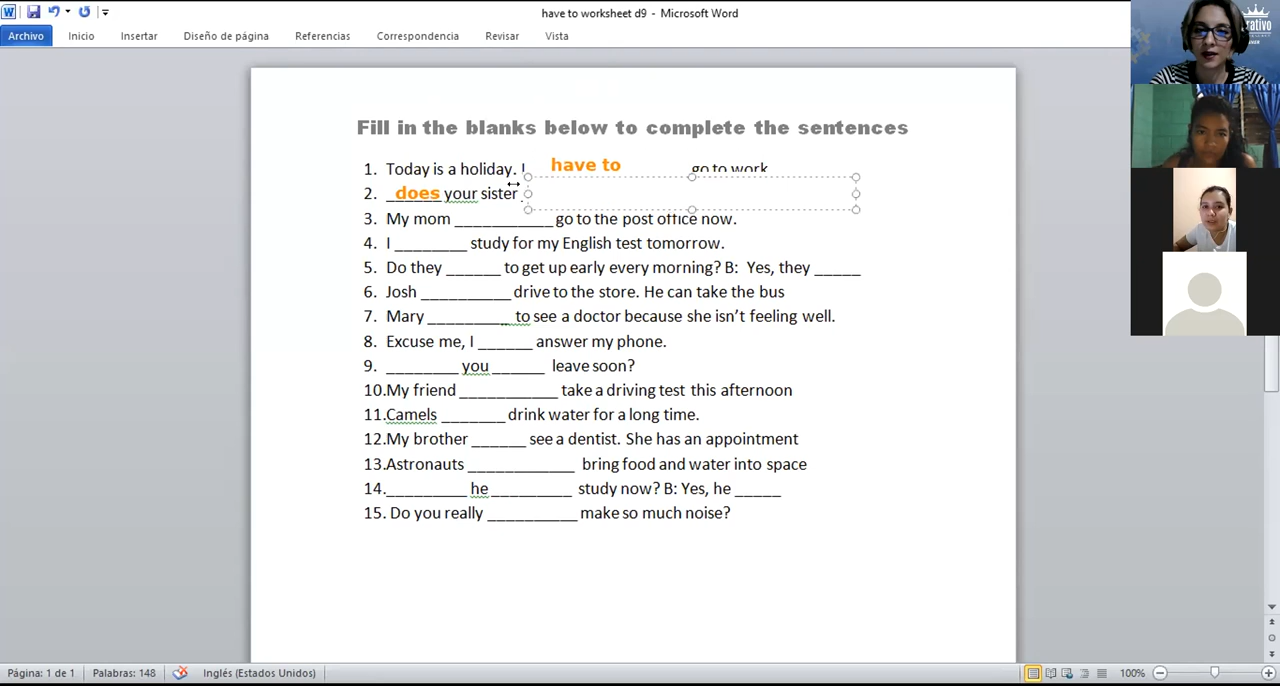 have to worksheet d9 - Microsoft Word
Archivo Inicio Insertar Diseño de página Referencias Correspondencia Revisar Vista
Fill in the blanks below to complete the sentences
1. Today is a holiday. I have to go to work
2. _does your sister
3. My mom ___________ go to the post office now.
4. I ________ study for my English test tomorrow.
5. Do they ______ to get up early every morning? B: Yes, they _____
6. Josh __________ drive to the store. He can take the bus
7. Mary _________ to see a doctor because she isn’t feeling well.
8. Excuse me, I ______ answer my phone.
9. ________ you ______ leave soon?
10.My friend ___________ take a driving test this afternoon
11.Camels _______ drink water for a long time.
12.My brother ______ see a dentist. She has an appointment
13.Astronauts ____________ bring food and water into space
14._________ he _________ study now? B: Yes, he _____
15. Do you really __________ make so much noise?
Página: 1 de 1 Palabras: 148 Inglés (Estados Unidos) 100%